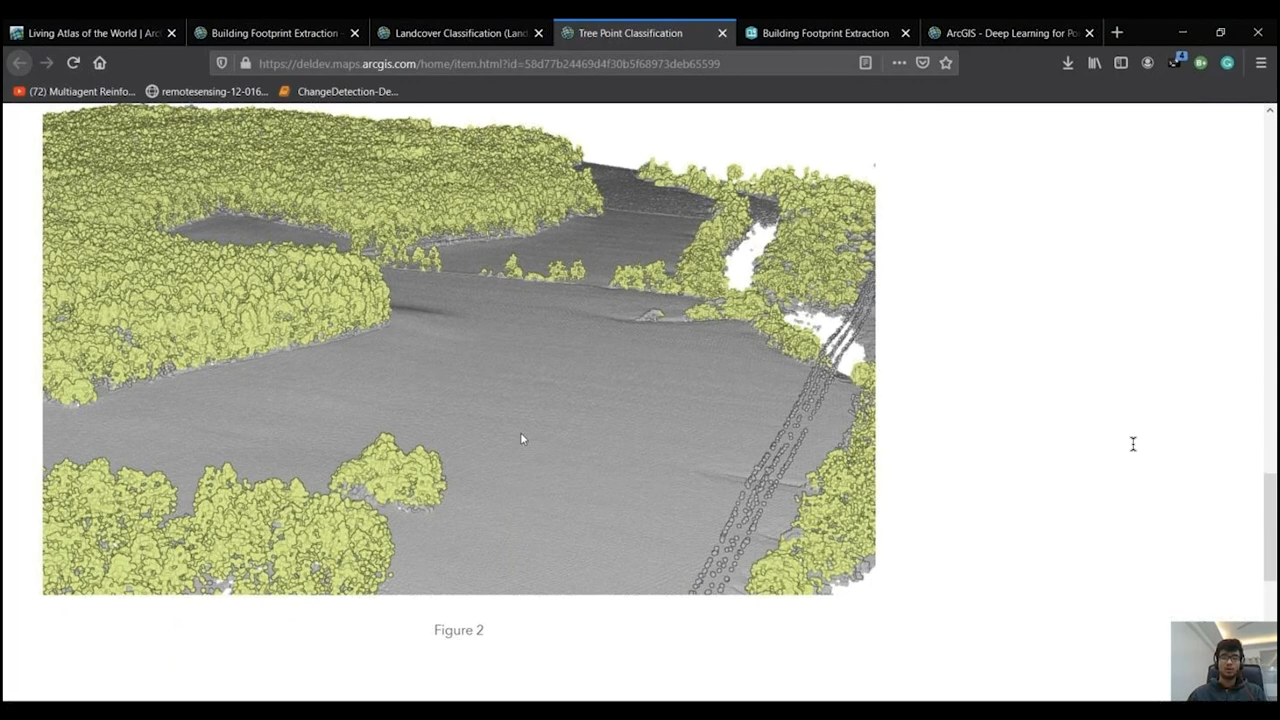 Living Atlas of the World | Arc
Building Footprint Extraction -
Landcover Classification (Land
Tree Point Classification
Building Footprint Extraction
ArcGIS - Deep Learning for Po
https://deldev.maps.arcgis.com/home/item.html?id=58d77b24469d4f30b5f68973deb65599
4
(72) Multiagent Reinfo...
remotesensing-12-016...
ChangeDetection-De...
Figure 2